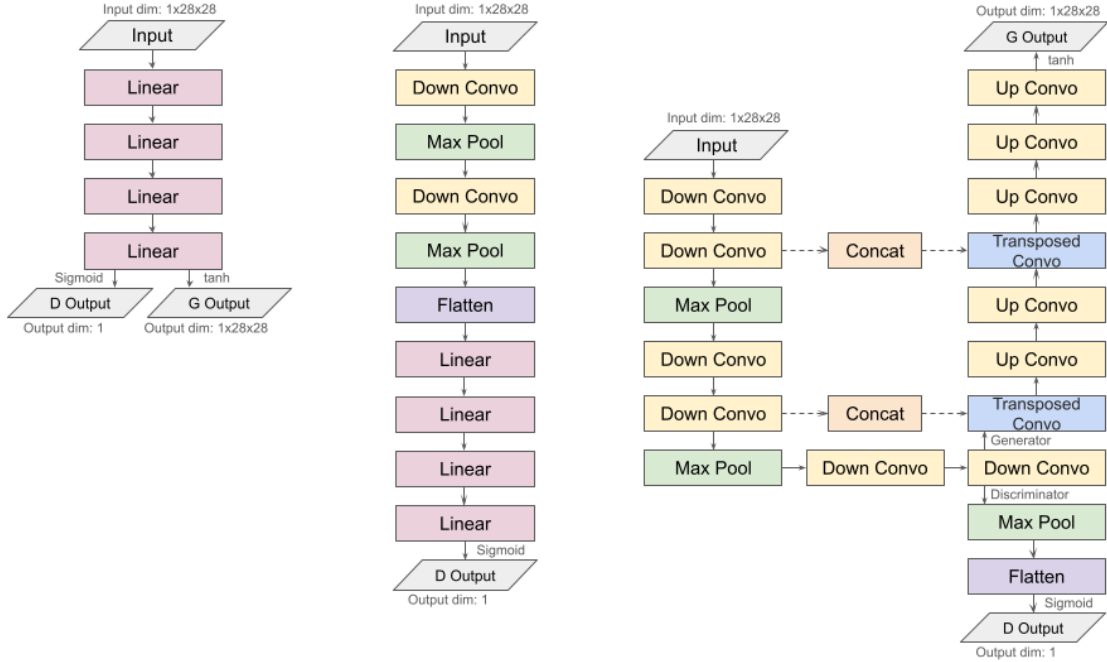 Input dim: 1x28x28
Input
Linear
Linear
Linear
Linear
Sigmoid
tanh
D Output
G Output
Output dim: 1
Output dim: 1x28x28
Input dim: 1x28x28
Input
Down Convo
Max Pool
Down Convo
Max Pool
Flatten
Linear
Linear
Linear
Linear
Sigmoid
D Output
Output dim: 1
Input dim: 1x28x28
Input
Down Convo
Down Convo
Concat
Max Pool
Down Convo
Down Convo
Concat
Max Pool
Down Convo
Output dim: 1x28x28
G Output
tanh
Up Convo
Up Convo
Up Convo
Transposed
Convo
Up Convo
Up Convo
Transposed
Convo
Generator
Down Convo
Discriminator
Max Pool
Flatten
Sigmoid
D Output
Output dim: 1